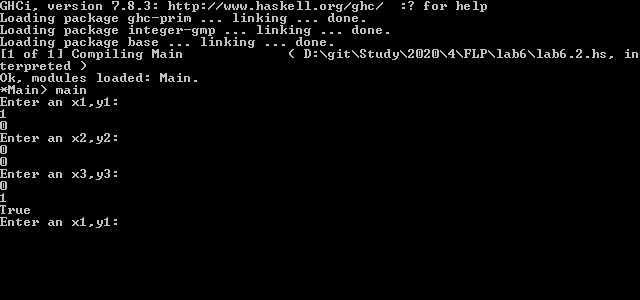 GHCi, version 7.8.3: http://www.haskell.org/ghc/  :? for help
Loading package ghc-prim ... linking ... done.
Loading package integer-gmp ... linking ... done.
Loading package base ... linking ... done.
[1 of 1] Compiling Main             ( D:\git\Study\2020\4\FLP\lab6\lab6.2.hs, in
terpreted )
Ok, modules loaded: Main.
*Main> main
Enter an x1,y1:
1
0
Enter an x2,y2:
0
0
Enter an x3,y3:
0
1
True
Enter an x1,y1: